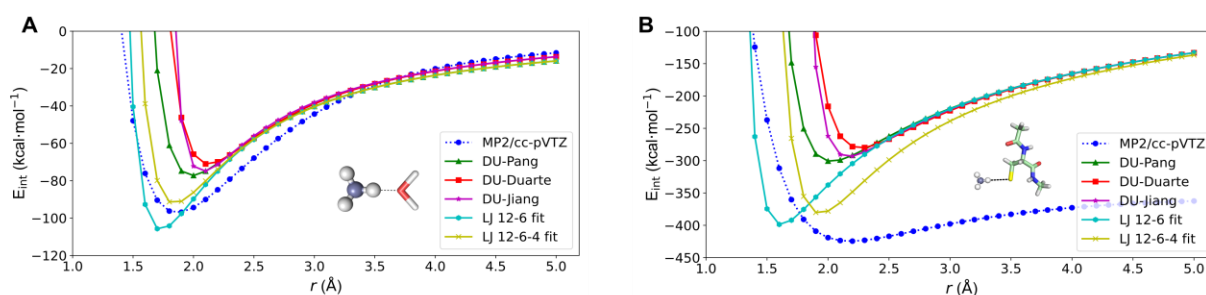 A
E_int (kcal·mol⁻¹)
0
−20
−40
−60
−80
−100
−120
1.0 1.5 2.0 2.5 3.0 3.5 4.0 4.5 5.0
r (Å)
MP2/cc-pVTZ
DU-Pang
DU-Duarte
DU-Jiang
LJ 12-6 fit
LJ 12-6-4 fit
B
E_int (kcal·mol⁻¹)
−100
−150
−200
−250
−300
−350
−400
−450
1.0 1.5 2.0 2.5 3.0 3.5 4.0 4.5 5.0
r (Å)
MP2/cc-pVTZ
DU-Pang
DU-Duarte
DU-Jiang
LJ 12-6 fit
LJ 12-6-4 fit